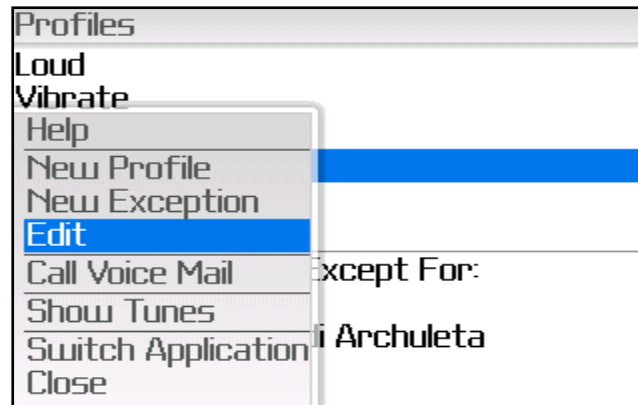 Profiles
Loud
Vibrate
Help
New Profile
New Exception
Edit
Call Voice Mail
xcept For:
Show Tunes
Switch Application
Archuleta
Close